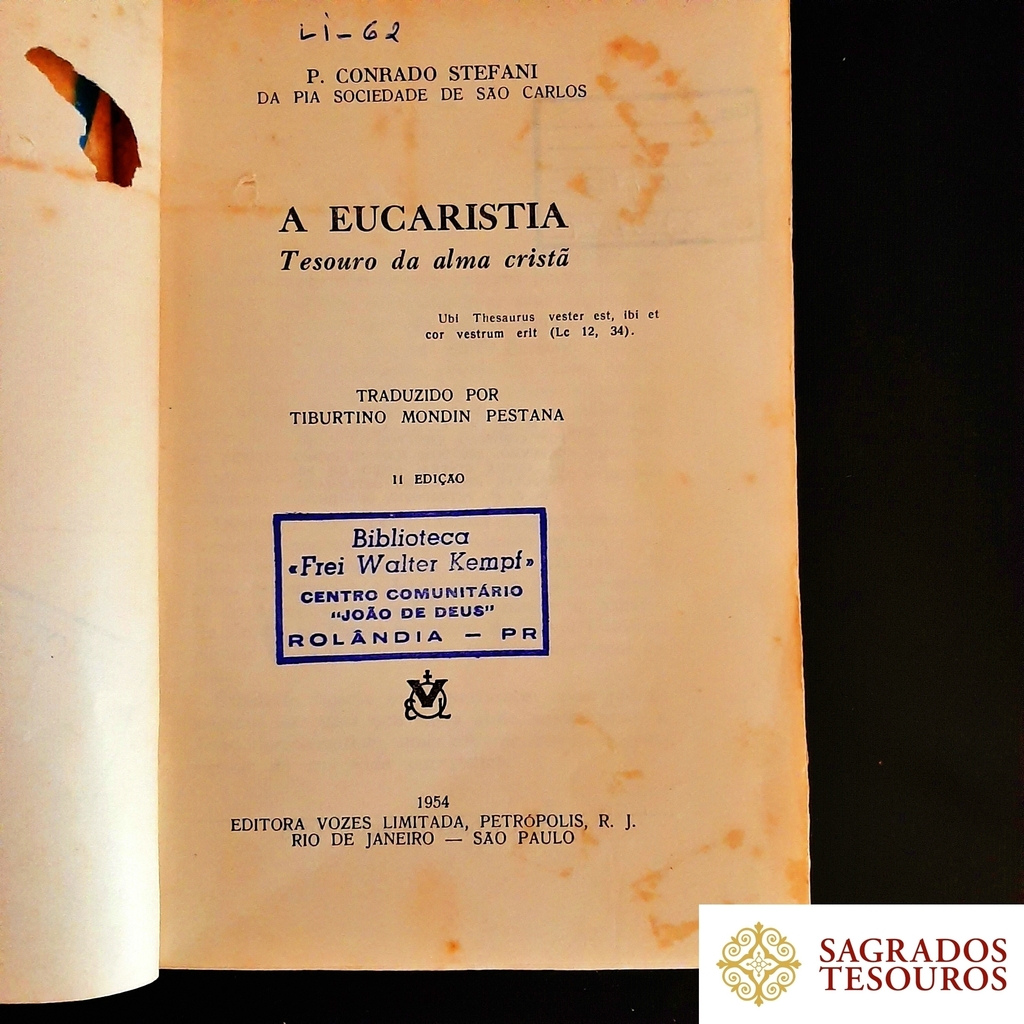 Li-62
P. CONRADO STEFANI
DA PIA SOCIEDADE DE SÃO CARLOS
A EUCARISTIA
Tesouro da alma cristã
Ubi Thesaurus vester est, ibi et
cor vestrum erit (Lc 12, 34).
TRADUZIDO POR
TIBURTINO MONDIN PESTANA
II EDIÇÃO
Biblioteca
«Frei Walter Kempf»
CENTRO COMUNITÁRIO
"JOÃO DE DEUS"
ROLÂNDIA — PR
1954
EDITORA VOZES LIMITADA, PETRÓPOLIS, R. J.
RIO DE JANEIRO — SÃO PAULO
SAGRADOS
TESOUROS